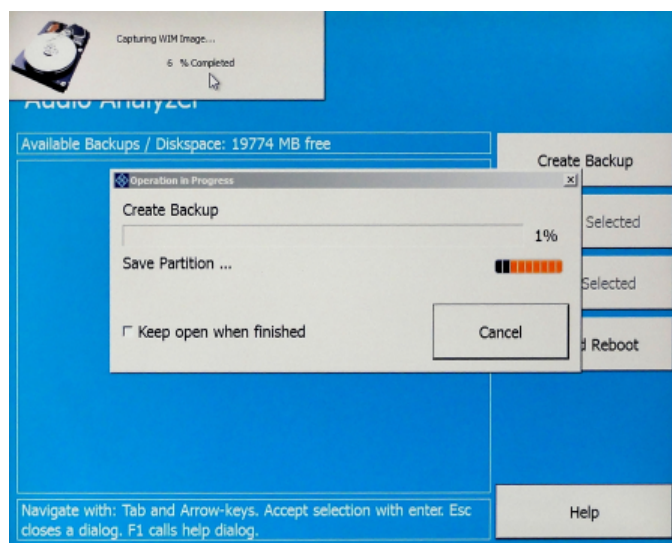 Capturing WIM Image...
6 % Completed
Audio Analyzer
Available Backups / Diskspace: 19774 MB free
Create Backup
Operation in Progress
Create Backup
1%
Selected
Save Partition ...
Selected
Keep open when finished
Cancel
Reboot
Navigate with: Tab and Arrow-keys. Accept selection with enter. Esc
closes a dialog. F1 calls help dialog.
Help